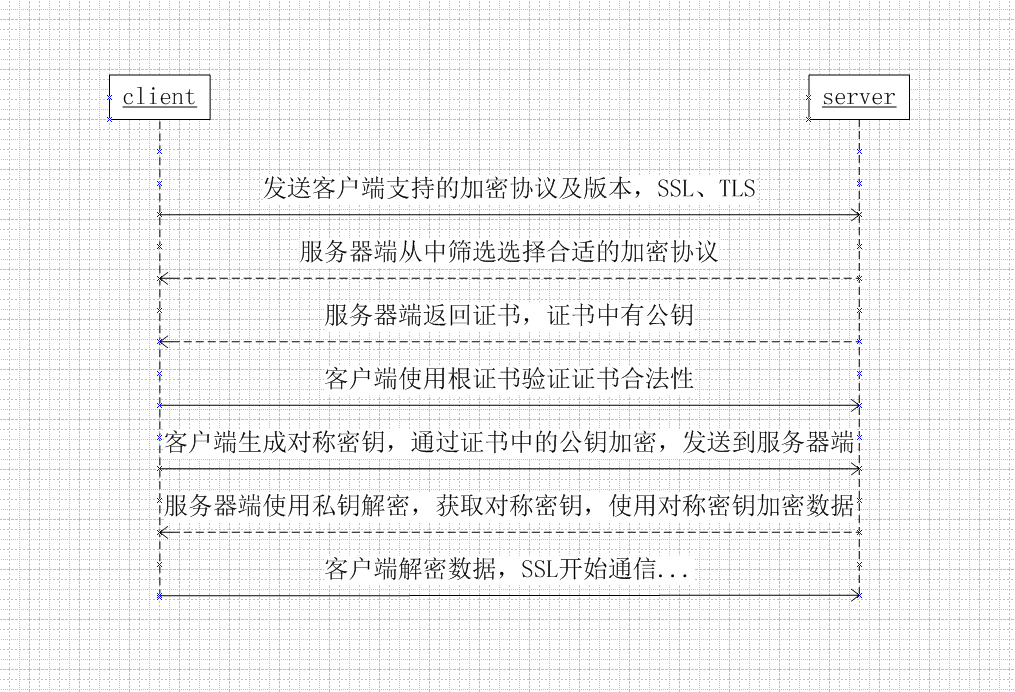 client
server
发送客户端支持的加密协议及版本，SSL、TLS
服务器端从中筛选选择合适的加密协议
服务器端返回证书，证书中有公钥
客户端使用根证书验证证书合法性
客户端生成对称密钥，通过证书中的公钥加密，发送到服务器端
服务器端使用私钥解密，获取对称密钥，使用对称密钥加密数据
客户端解密数据，SSL开始通信...